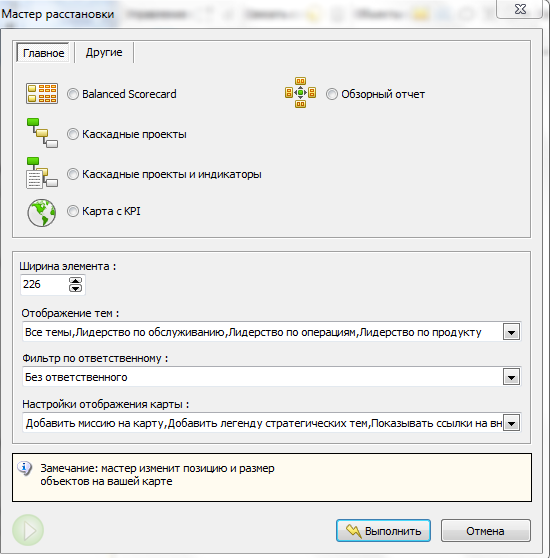 Мастер расстановки
Главное
Другие
Balanced Scorecard
Обзорный отчет
Каскадные проекты
Каскадные проекты и индикаторы
Карта с KPI
Ширина элемента :
226
Отображение тем :
Все темы,Лидерство по обслуживанию,Лидерство по операциям,Лидерство по продукту
Фильтр по ответственному :
Без ответственного
Настройки отображения карты :
Добавить миссию на карту,Добавить легенду стратегических тем,Показывать ссылки на вн
Замечание: мастер изменит позицию и размер
объектов на вашей карте
Выполнить
Отмена